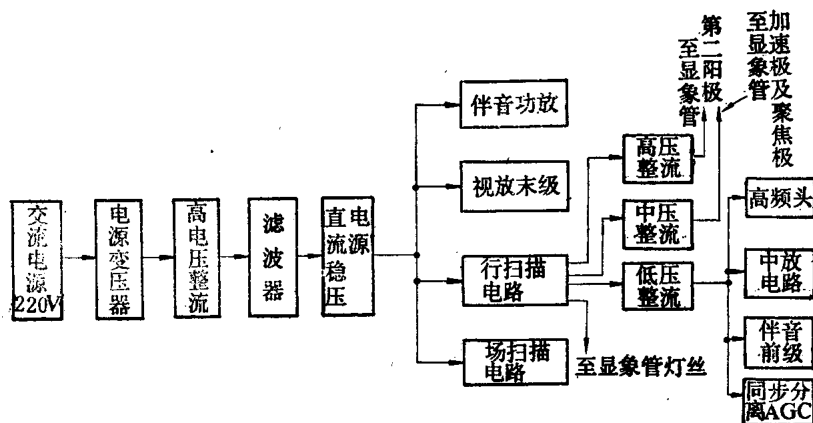 交流电源
220V
电源变压器
高电压整流
滤波器
直流稳压
电源
伴音功放
视放末级
行扫描
电路
场扫描
电路
高压
整流
中压
整流
低压
整流
至显象管灯丝
至显象管
第二阳极
至显象管
加速极及聚焦极
高频头
中放
电路
伴音
前级
同步分
离AGC